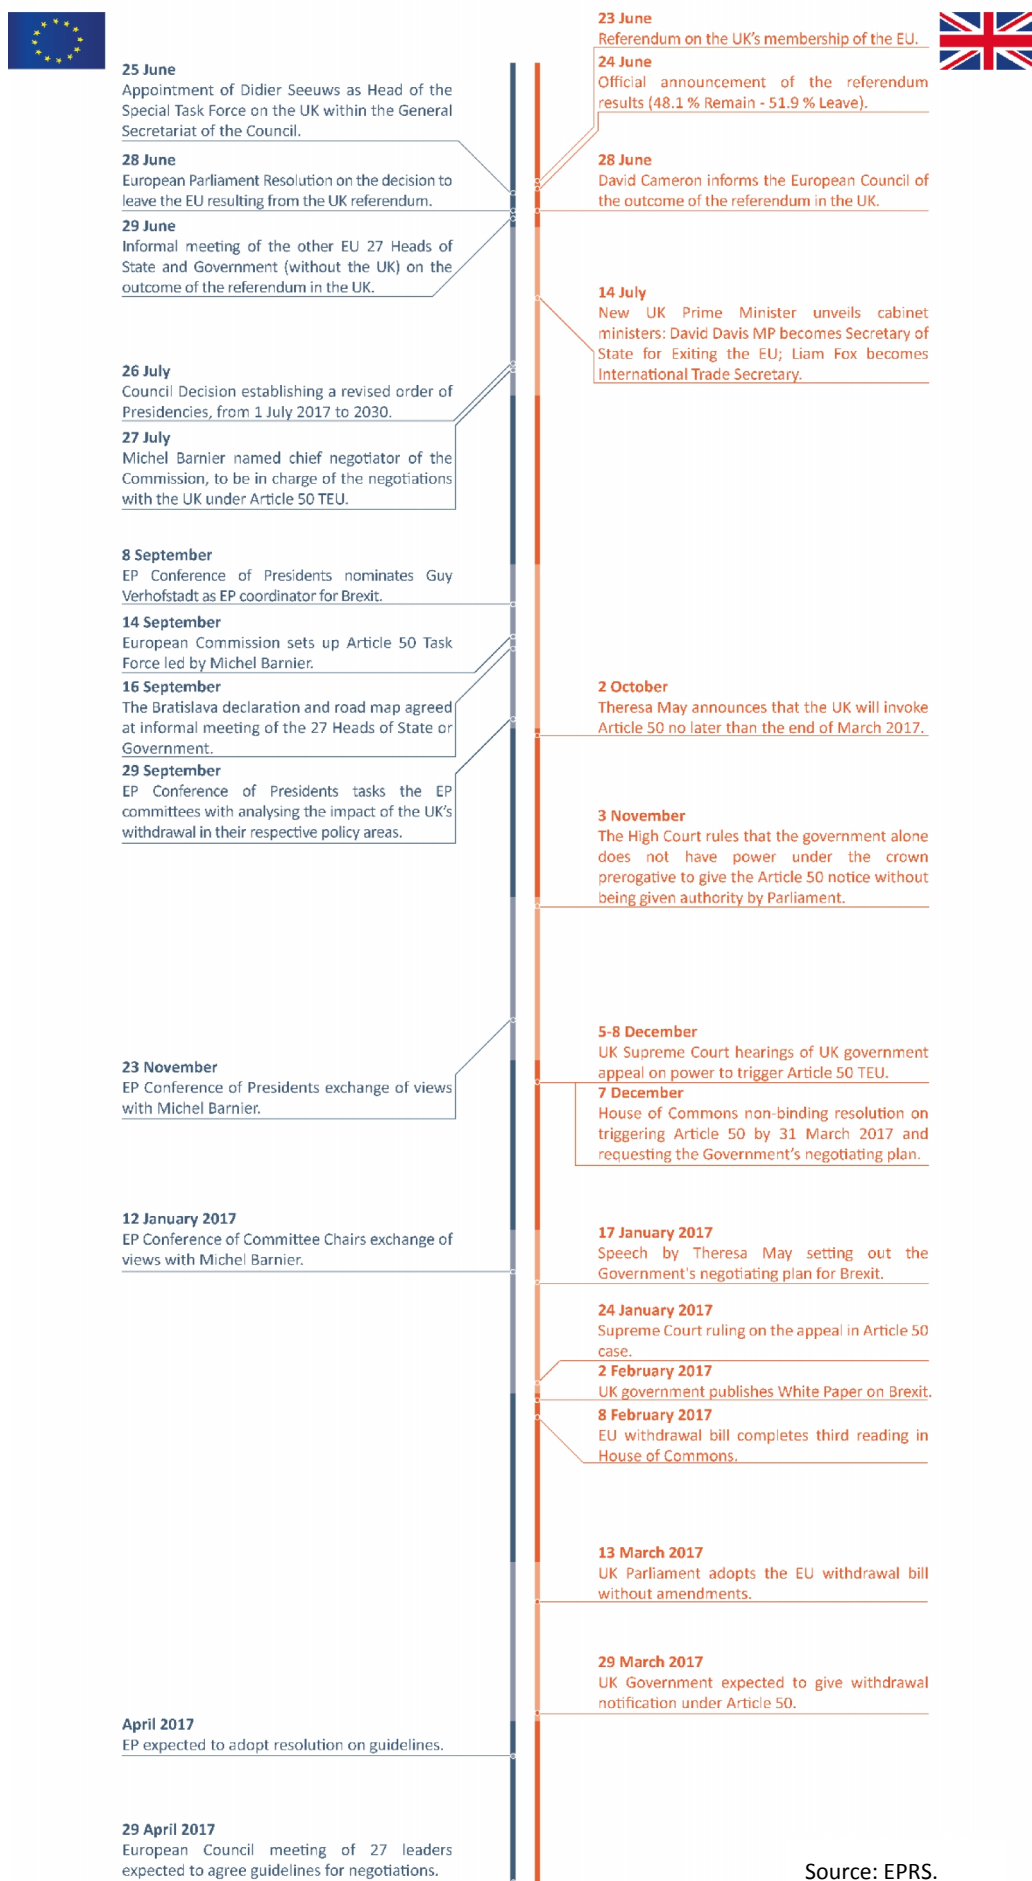 25 June
Appointment of Didier Seeuws as Head of the
Special Task Force on the UK within the General
Secretariat of the Council.
28 June
European Parliament Resolution on the decision to
leave the EU resulting from the UK referendum.
29 June
Informal meeting of the other EU 27 Heads of
State and Government (without the UK) on the
outcome of the referendum in the UK.
26 July
Council Decision establishing a revised order of
Presidencies, from 1 July 2017 to 2030.
27 July
Michel Barnier named chief negotiator of the
Commission, to be in charge of the negotiations
with the UK under Article 50 TEU.
8 September
EP Conference of Presidents nominates Guy
Verhofstadt as EP coordinator for Brexit.
14 September
European Commission sets up Article 50 Task
Force led by Michel Barnier.
16 September
The Bratislava declaration and road map agreed
at informal meeting of the 27 Heads of State or
Government.
29 September
EP Conference of Presidents tasks the EP
committees with analysing the impact of the UK's
withdrawal in their respective policy areas.
23 November
EP Conference of Presidents exchange of views
with Michel Barnier.
12 January 2017
EP Conference of Committee Chairs exchange of
views with Michel Barnier.
April 2017
EP expected to adopt resolution on guidelines.
29 April 2017
European Council meeting of 27 leaders
expected to agree guidelines for negotiations.
23 June
Referendum on the UK's membership of the EU.
24 June
Official announcement of the referendum
results (48.1 % Remain - 51.9 % Leave).
28 June
David Cameron informs the European Council of
the outcome of the referendum in the UK.
14 July
New UK Prime Minister unveils cabinet
ministers: David Davis MP becomes Secretary of
State for Exiting the EU; Liam Fox becomes
International Trade Secretary.
2 October
Theresa May announces that the UK will invoke
Article 50 no later than the end of March 2017.
3 November
The High Court rules that the government alone
does not have power under the crown
prerogative to give the Article 50 notice without
being given authority by Parliament.
5-8 December
UK Supreme Court hearings of UK government
appeal on power to trigger Article 50 TEU.
7 December
House of Commons non-binding resolution on
triggering Article 50 by 31 March 2017 and
requesting the Government's negotiating plan.
17 January 2017
Speech by Theresa May setting out the
Government's negotiating plan for Brexit.
24 January 2017
Supreme Court ruling on the appeal in Article 50
case.
2 February 2017
UK government publishes White Paper on Brexit.
8 February 2017
EU withdrawal bill completes third reading in
House of Commons.
13 March 2017
UK Parliament adopts the EU withdrawal bill
without amendments.
29 March 2017
UK Government expected to give withdrawal
notification under Article 50.
Source: EPRS.